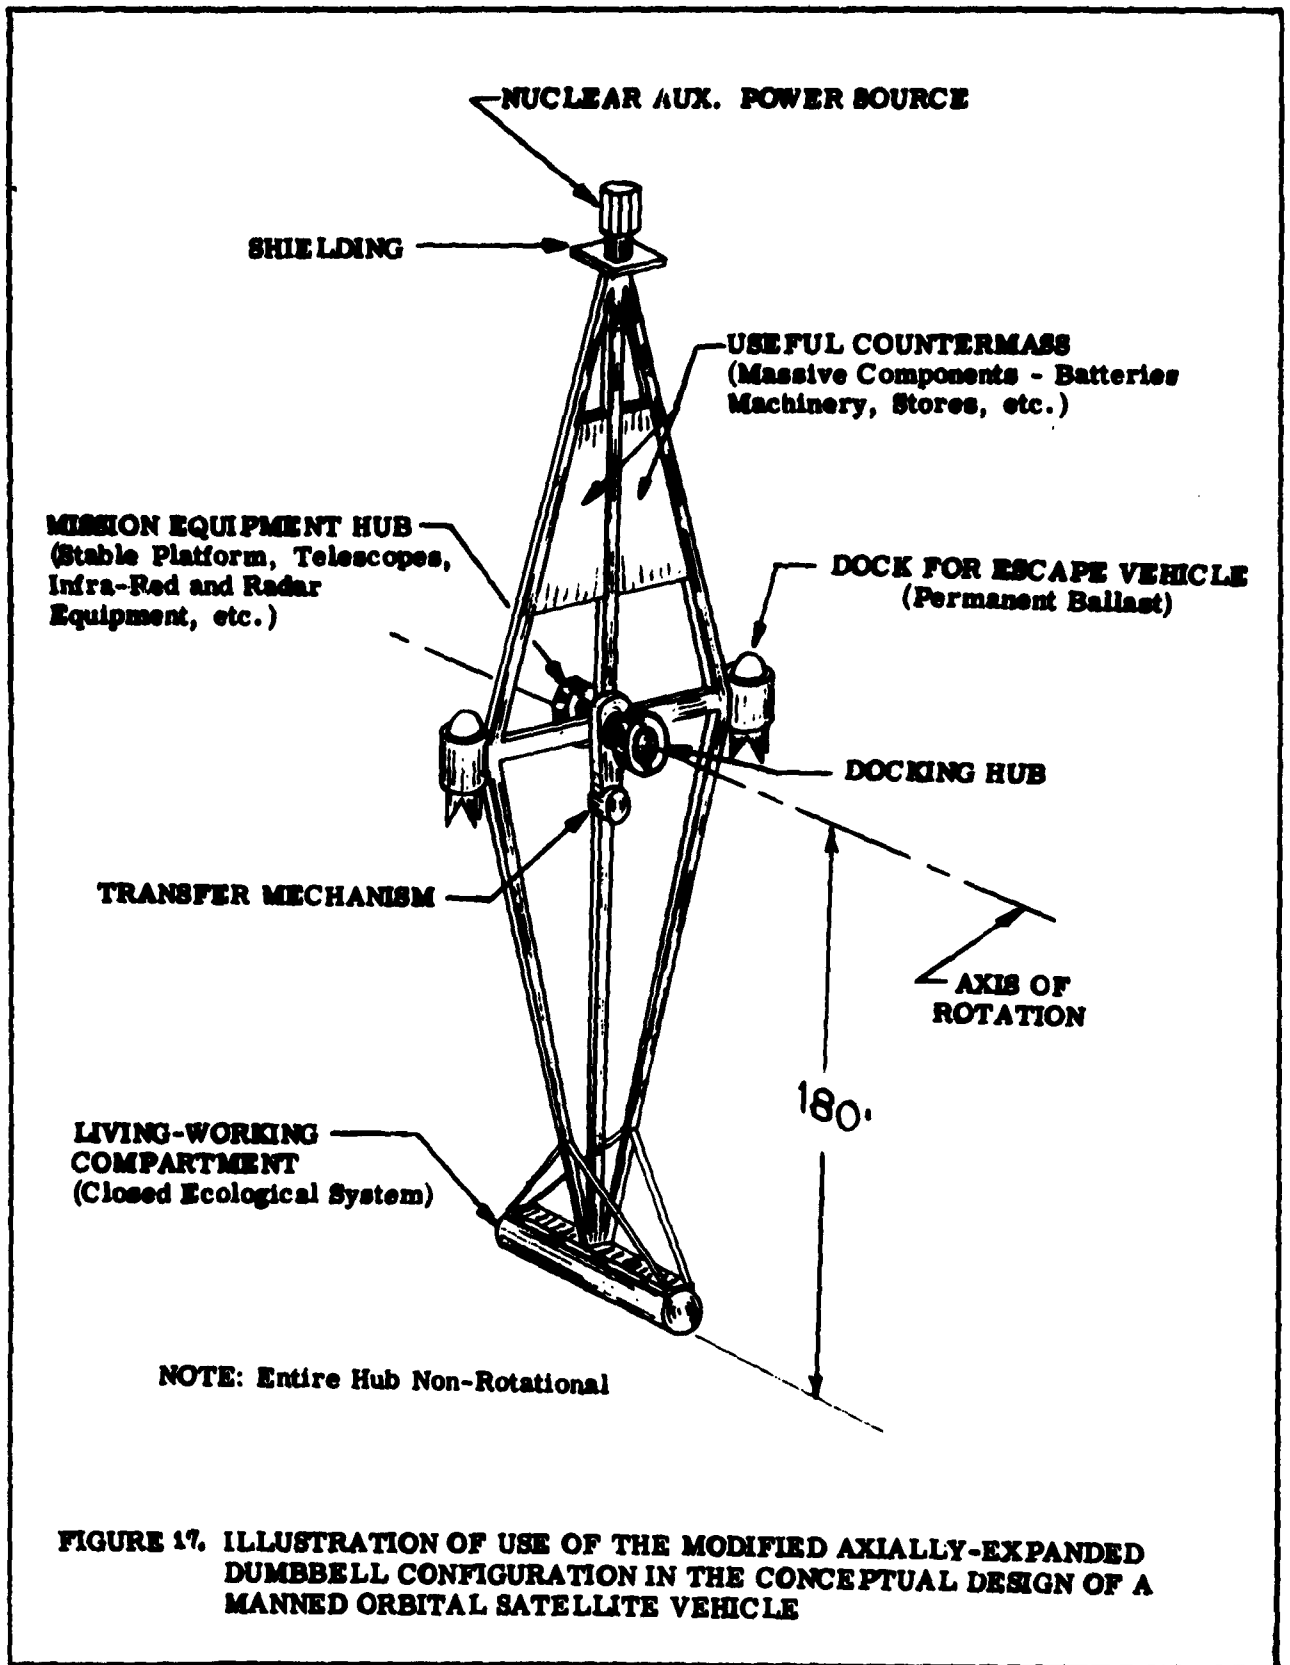 NUCLEAR AUX. POWER SOURCE
SHIELDING
USEFUL COUNTERMASS
(Massive Components - Batteries
Machinery, Stores, etc.)
MISSION EQUIPMENT HUB
(Stable Platform, Telescopes,
Infra-Red and Radar
Equipment, etc.)
DOCK FOR ESCAPE VEHICLE
(Permanent Ballast)
DOCKING HUB
TRANSFER MECHANISM
AXIS OF
ROTATION
180'
LIVING-WORKING
COMPARTMENT
(Closed Ecological System)
NOTE: Entire Hub Non-Rotational
FIGURE 17. ILLUSTRATION OF USE OF THE MODIFIED AXIALLY-EXPANDED
DUMBBELL CONFIGURATION IN THE CONCEPTUAL DESIGN OF A
MANNED ORBITAL SATELLITE VEHICLE